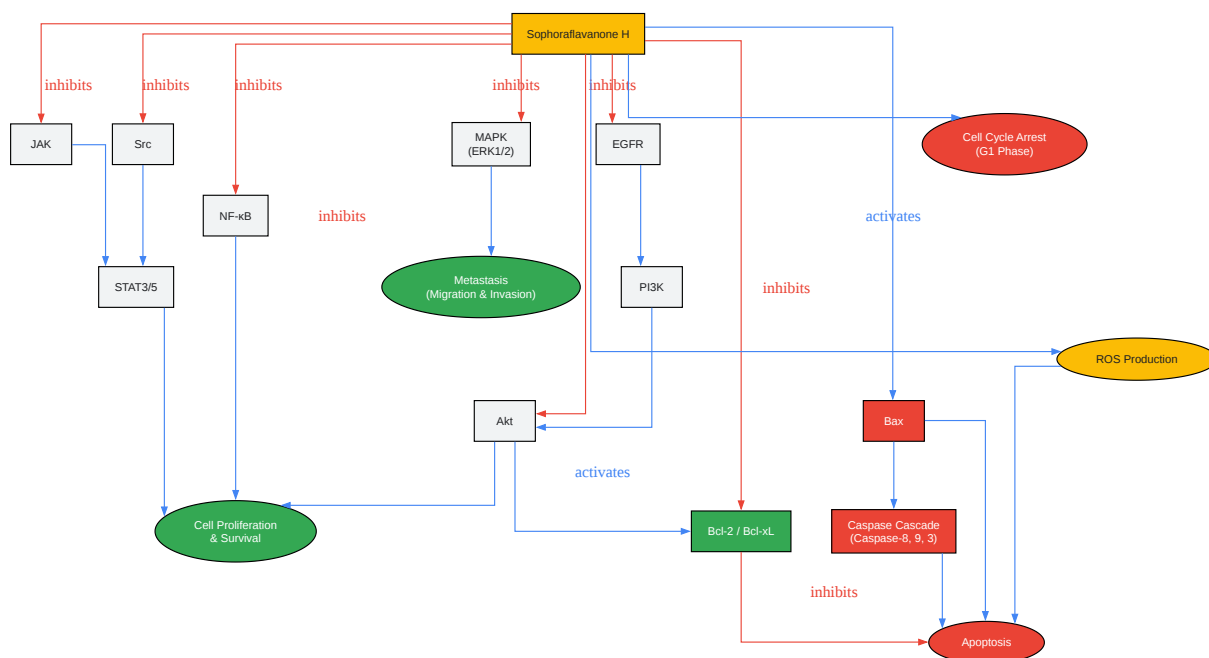 Sophoraflavanone H
inhibits
inhibits
inhibits
inhibits
inhibits
JAK
Src
MAPK
(ERK1/2)
EGFR
Cell Cycle Arrest
(G1 Phase)
NF-κB
inhibits
activates
STAT3/5
Metastasis
(Migration & Invasion)
PI3K
inhibits
ROS Production
Akt
Bax
activates
Cell Proliferation
& Survival
Bcl-2 / Bcl-xL
Caspase Cascade
(Caspase-8, 9, 3)
inhibits
Apoptosis